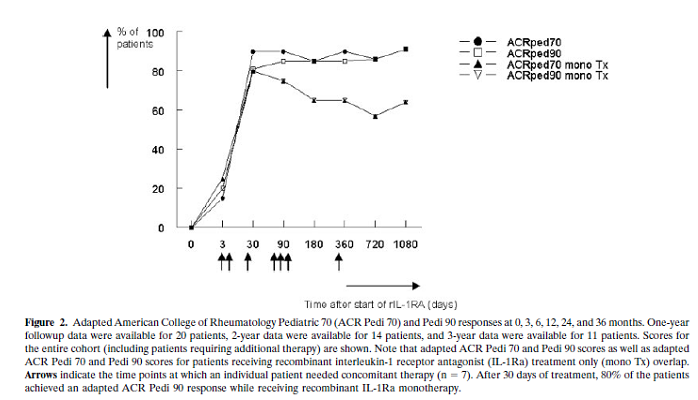 % of
patients
100
80
60
40
20
0
0 3 30 90 180 360 720 1080
Time after start of rIL-1RA (days)
ACRped70
ACRped90
ACRped70 mono Tx
ACRped90 mono Tx
Figure 2. Adapted American College of Rheumatology Pediatric 70 (ACR Pedi 70) and Pedi 90 responses at 0, 3, 6, 12, 24, and 36 months. One-year
followup data were available for 20 patients, 2-year data were available for 14 patients, and 3-year data were available for 11 patients. Scores for
the entire cohort (including patients requiring additional therapy) are shown. Note that adapted ACR Pedi 70 and Pedi 90 scores as well as adapted
ACR Pedi 70 and Pedi 90 scores for patients receiving recombinant interleukin-1 receptor antagonist (IL-1Ra) treatment only (mono Tx) overlap.
Arrows indicate the time points at which an individual patient needed concomitant therapy (n = 7). After 30 days of treatment, 80% of the patients
achieved an adapted ACR Pedi 90 response while receiving recombinant IL-1Ra monotherapy.